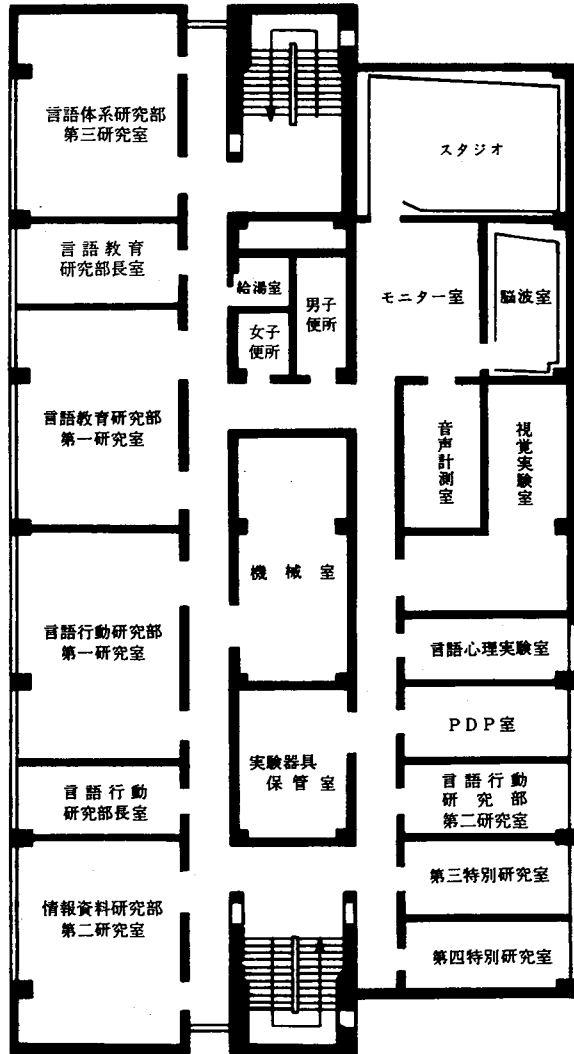 言語体系研究部
第三研究室
スタジオ
言語教育
研究部長室
給湯室
男子
便所
女子
便所
モニター室
脳波室
言語教育研究部
第一研究室
音声計測室
視覚実験室
機械室
言語行動研究部
第一研究室
言語心理実験室
PDP室
実験器具
保管室
言語行動
研究部
第二研究室
言語行動
研究部長室
第三特別研究室
情報資料研究部
第二研究室
第四特別研究室